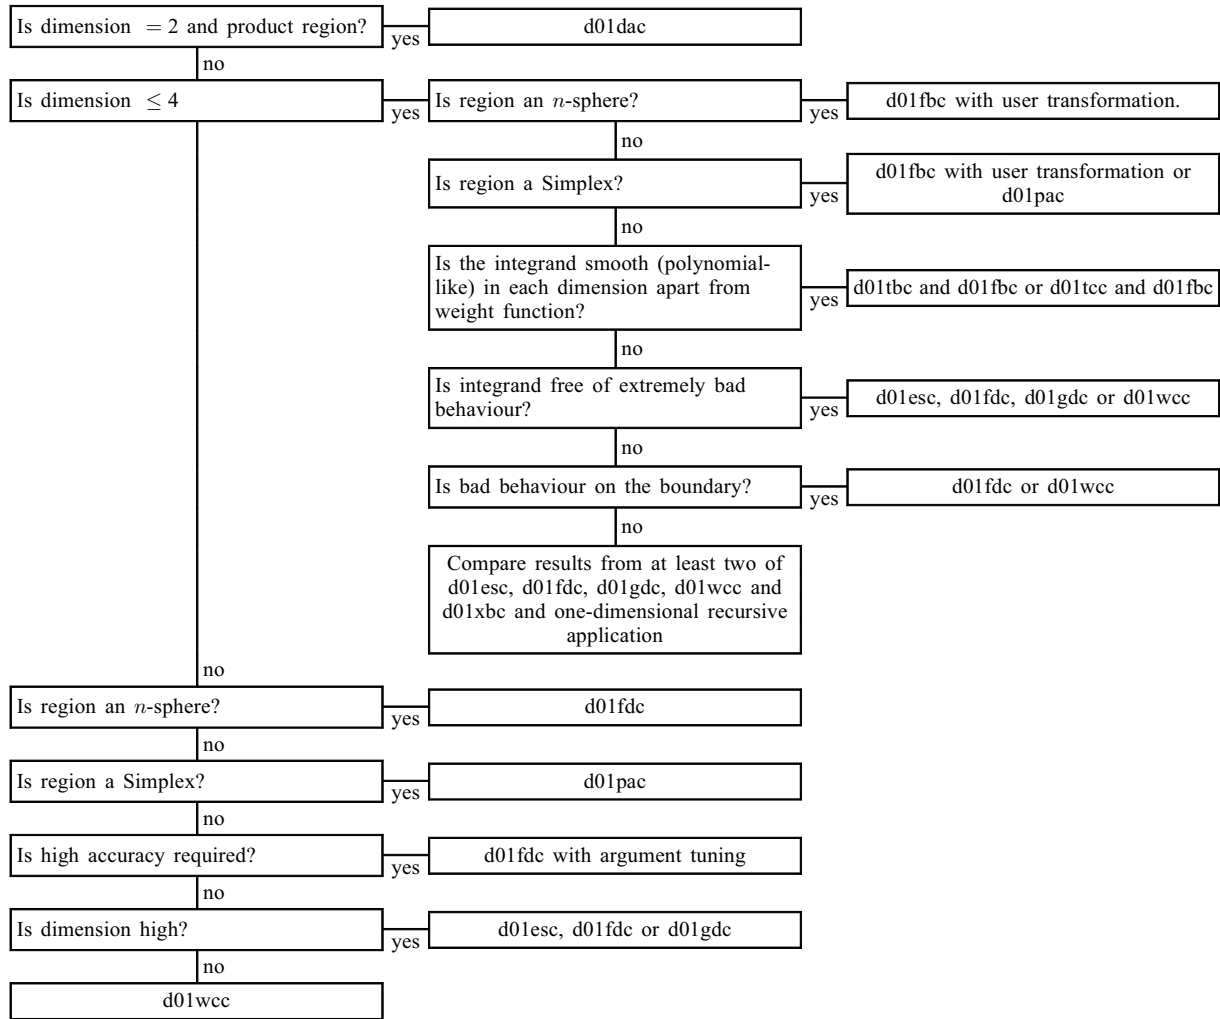 Is dimension = 2 and product region?
yes
d01dac
no
Is dimension ≤ 4
yes
Is region an n-sphere?
yes
d01fbc with user transformation.
no
Is region a Simplex?
yes
d01fbc with user transformation or
d01pac
no
Is the integrand smooth (polynomial-
like) in each dimension apart from
weight function?
yes
d01tbc and d01fbc or d01tcc and d01fbc
no
Is integrand free of extremely bad
behaviour?
yes
d01esc, d01fdc, d01gdc or d01wcc
no
Is bad behaviour on the boundary?
yes
d01fdc or d01wcc
no
Compare results from at least two of
d01esc, d01fdc, d01gdc, d01wcc and
d01xbc and one-dimensional recursive
application
no
Is region an n-sphere?
yes
d01fdc
no
Is region a Simplex?
yes
d01pac
no
Is high accuracy required?
yes
d01fdc with argument tuning
no
Is dimension high?
yes
d01esc, d01fdc or d01gdc
no
d01wcc